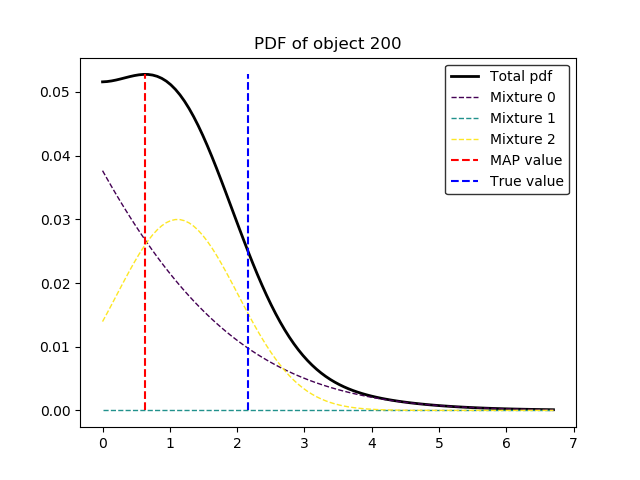 PDF of object 200
Total pdf
Mixture 0
Mixture 1
Mixture 2
MAP value
True value
0.05
0.04
0.03
0.02
0.01
0.00
0 1 2 3 4 5 6 7